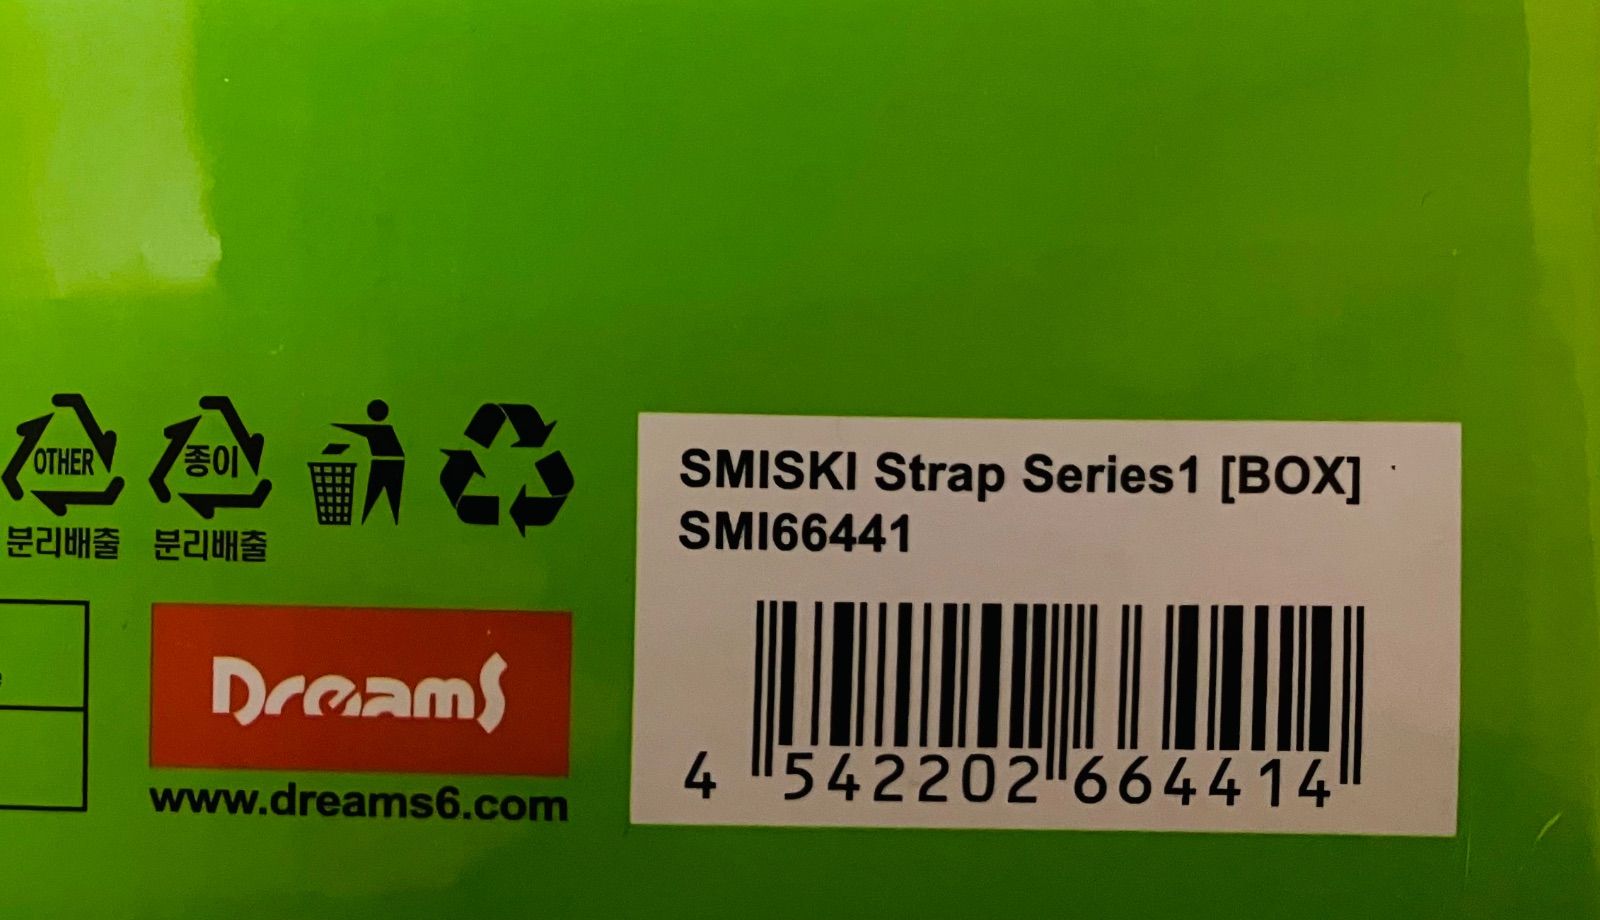 OTHER
분리배출
종이
분리배출
Dreams
www.dreams6.com
SMISKI Strap Series1 [BOX]
SMI66441
4 542202 664414